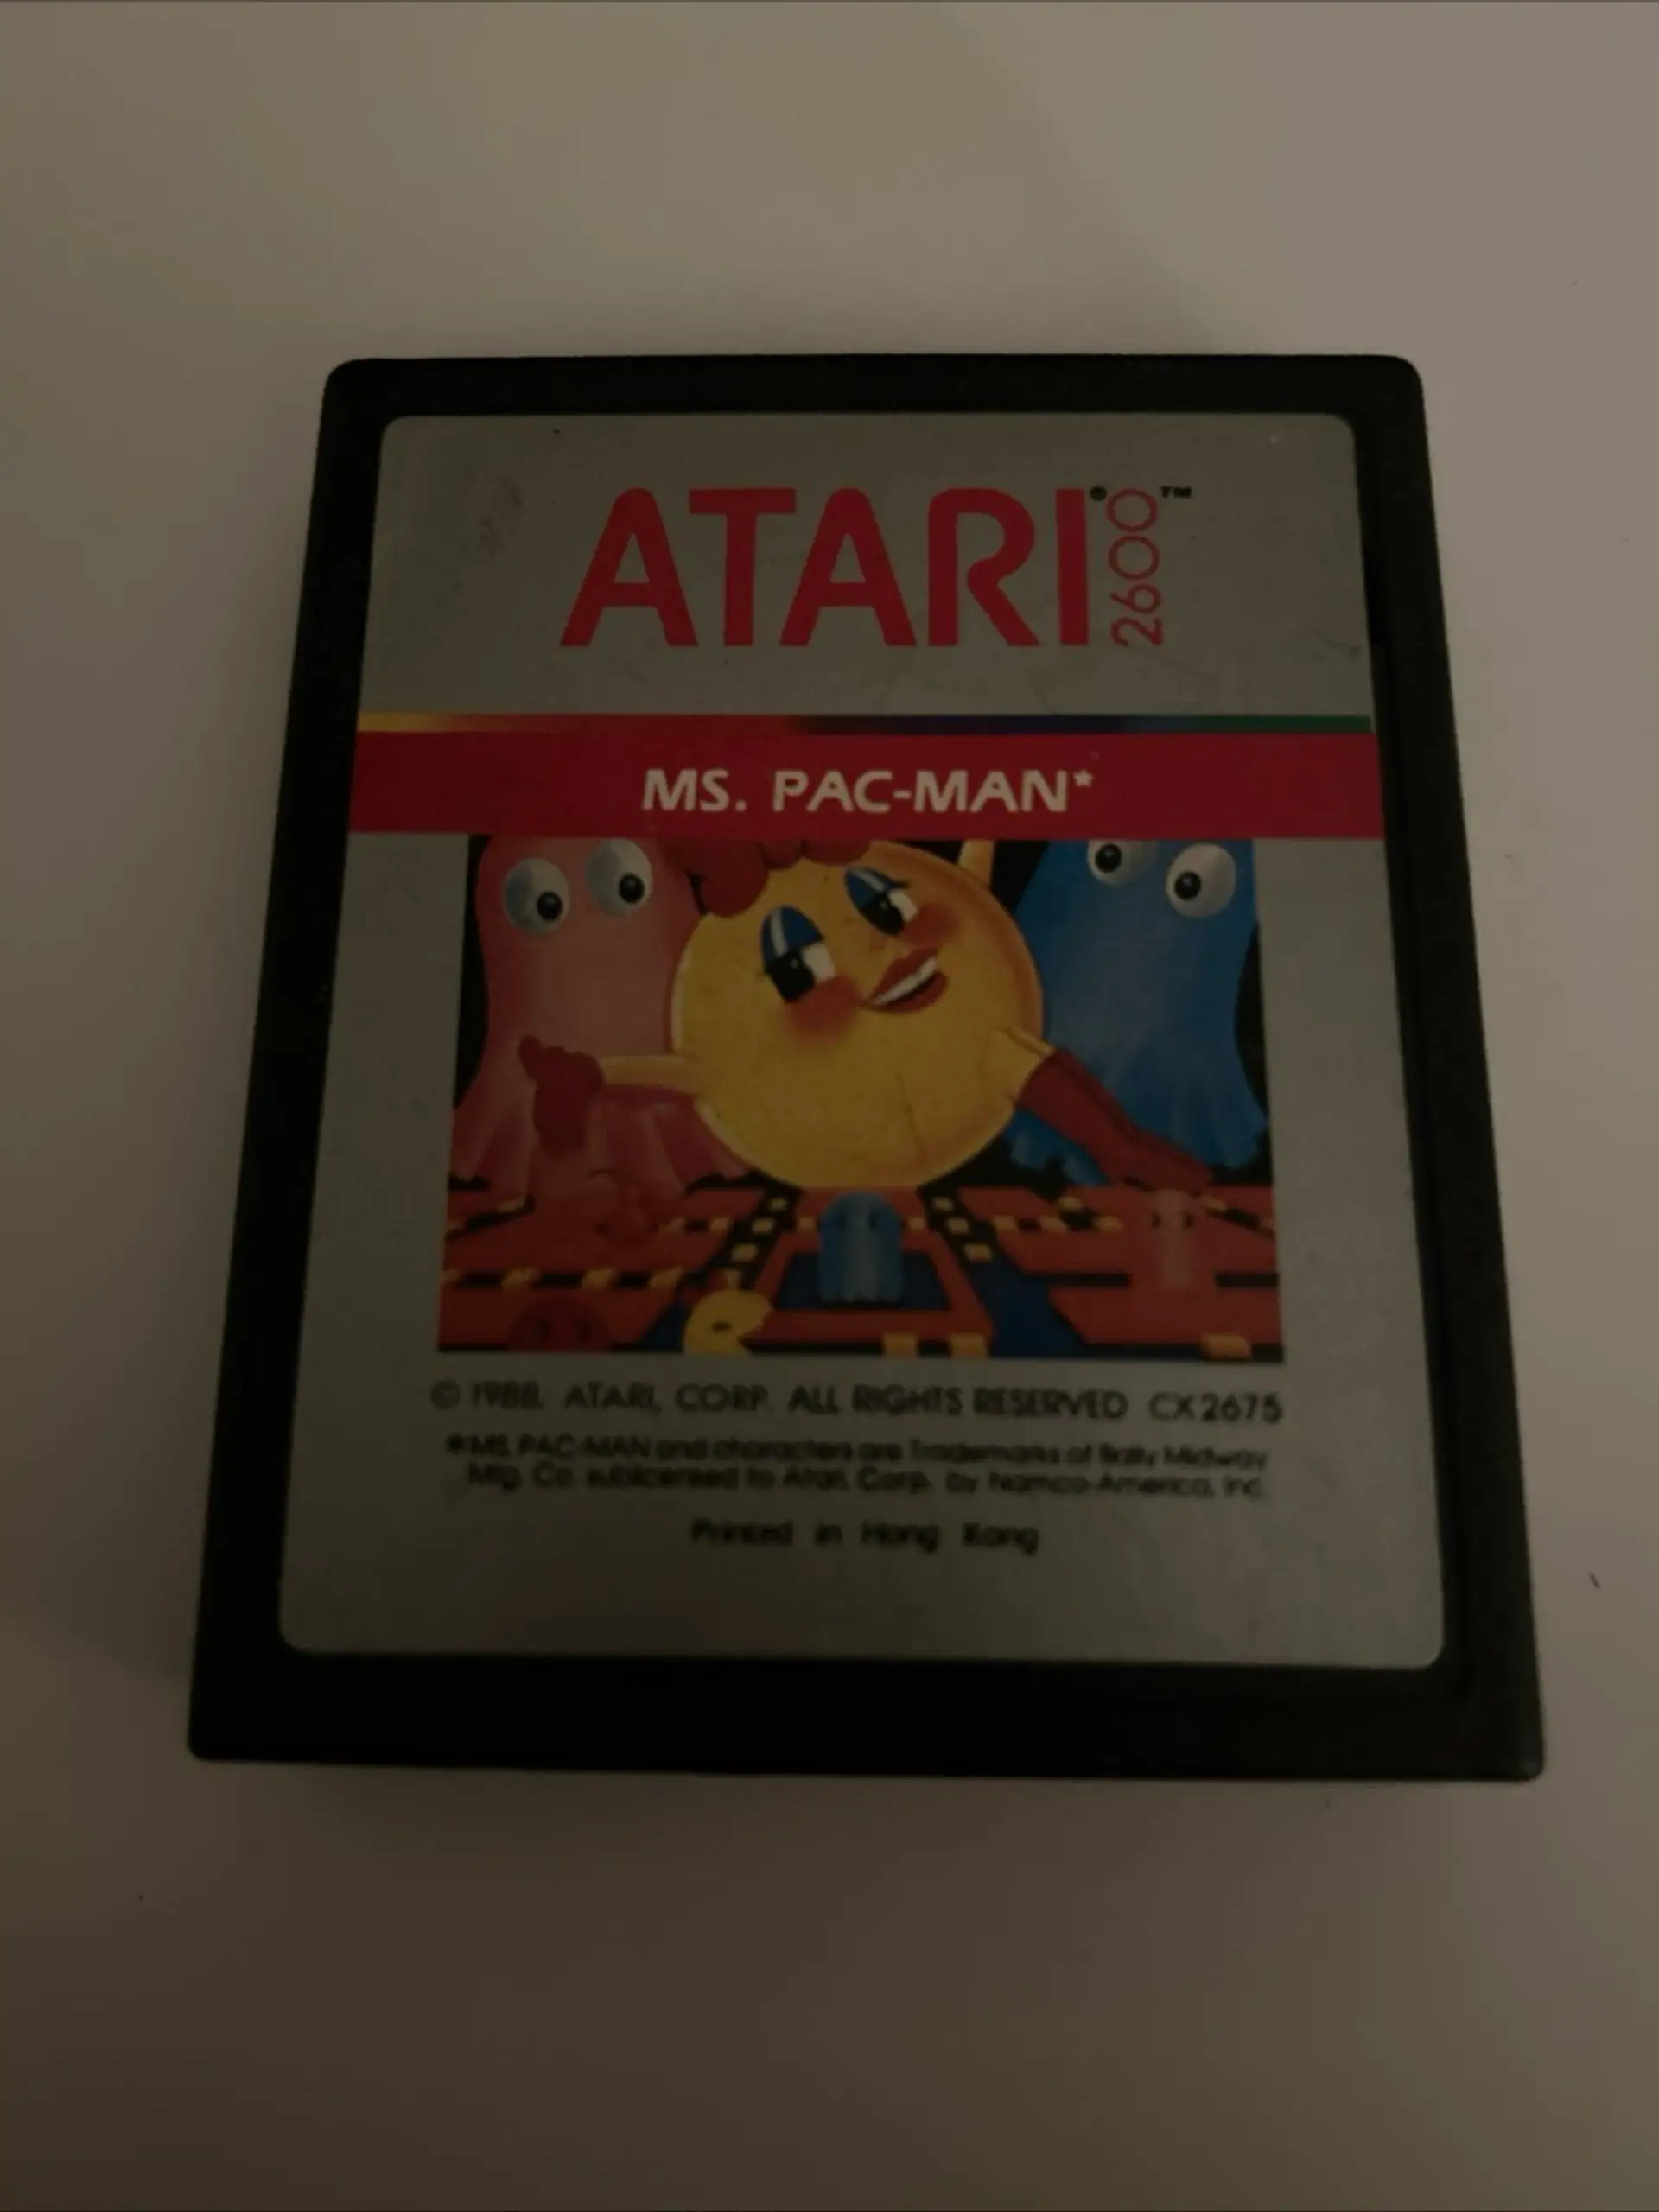 ATARI® 2600™
MS. PAC-MAN*
© 1988, ATARI, CORP. ALL RIGHTS RESERVED CX2675
*MS. PAC-MAN and characters are Trademarks of Bally Midway
Mfg. Co. sublicensed to Atari, Corp. by Namco-America, Inc.
Printed in Hong Kong